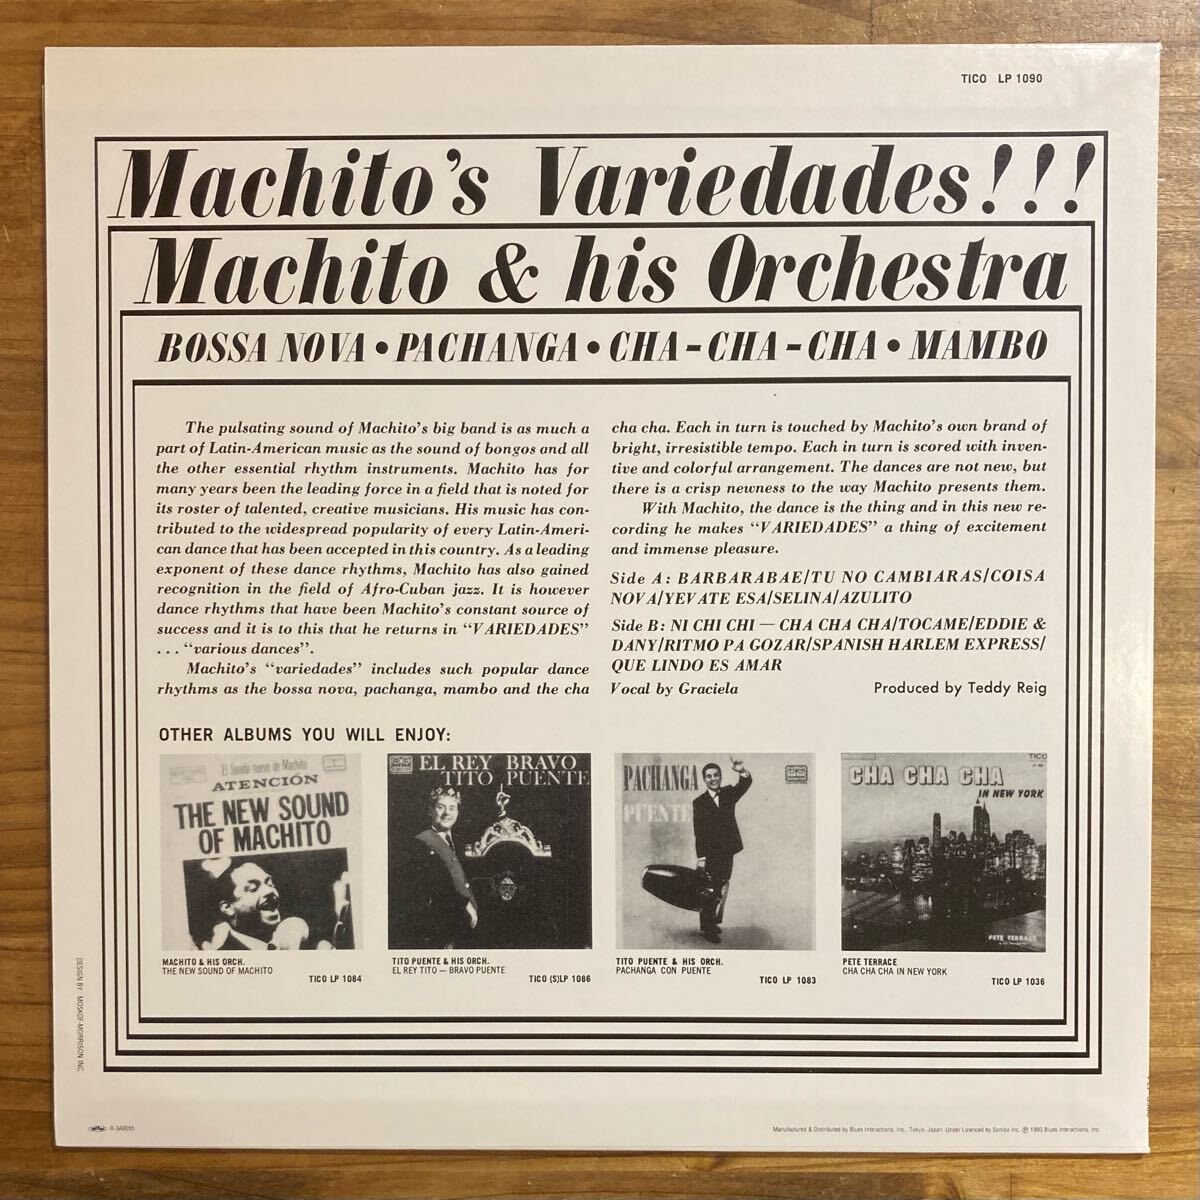 TICO LP 1090
Machito's Variedades!!!
Machito & his Orchestra
BOSSA NOVA • PACHANGA • CHA-CHA-CHA • MAMBO
The pulsating sound of Machito's big band is as much a
part of Latin-American music as the sound of bongos and all
the other essential rhythm instruments. Machito has for
many years been the leading force in a field that is noted for
its roster of talented, creative musicians. His music has con-
tributed to the widespread popularity of every Latin-Ameri-
can dance that has been accepted in this country. As a leading
exponent of these dance rhythms, Machito has also gained
recognition in the field of Afro-Cuban jazz. It is however
dance rhythms that have been Machito's constant source of
success and it is to this that he returns in "VARIEDADES"
. . . "various dances".
Machito's "variedades" includes such popular dance
rhythms as the bossa nova, pachanga, mambo and the cha
cha cha. Each in turn is touched by Machito's own brand of
bright, irresistible tempo. Each in turn is scored with inven-
tive and colorful arrangement. The dances are not new, but
there is a crisp newness to the way Machito presents them.
With Machito, the dance is the thing and in this new re-
cording he makes "VARIEDADES" a thing of excitement
and immense pleasure.
Side A: BARBARABAE/TU NO CAMBIARAS/COISA
NOVA/YEVATE ESA/SELINA/AZULITO
Side B: NI CHI CHI — CHA CHA CHA/TOCAME/EDDIE &
DANY/RITMO PA GOZAR/SPANISH HARLEM EXPRESS/
QUE LINDO ES AMAR
Vocal by Graciela
Produced by Teddy Reig
OTHER ALBUMS YOU WILL ENJOY:
El Sonido nuevo de Machito
ATENCIÓN
THE NEW SOUND
OF MACHITO
MACHITO & HIS ORCH.
THE NEW SOUND OF MACHITO
TICO LP 1084
EL REY BRAVO
TITO PUENTE
TITO PUENTE & HIS ORCH.
EL REY TITO — BRAVO PUENTE
TICO (S)LP 1086
PACHANGA
PUENTE
TITO PUENTE & HIS ORCH.
PACHANGA CON PUENTE
TICO LP 1083
TICO
CHA CHA CHA
IN NEW YORK
PETE TERRACE
PETE TERRACE
CHA CHA CHA IN NEW YORK
TICO LP 1036
DESIGN BY MOSKOF-MORRISON INC.
R-3A0055
Manufactured & Distributed by Blues Interactions, Inc., Tokyo, Japan. Under Licenced by Sonido Inc. ℗ 1993 Blues Interactions, Inc.